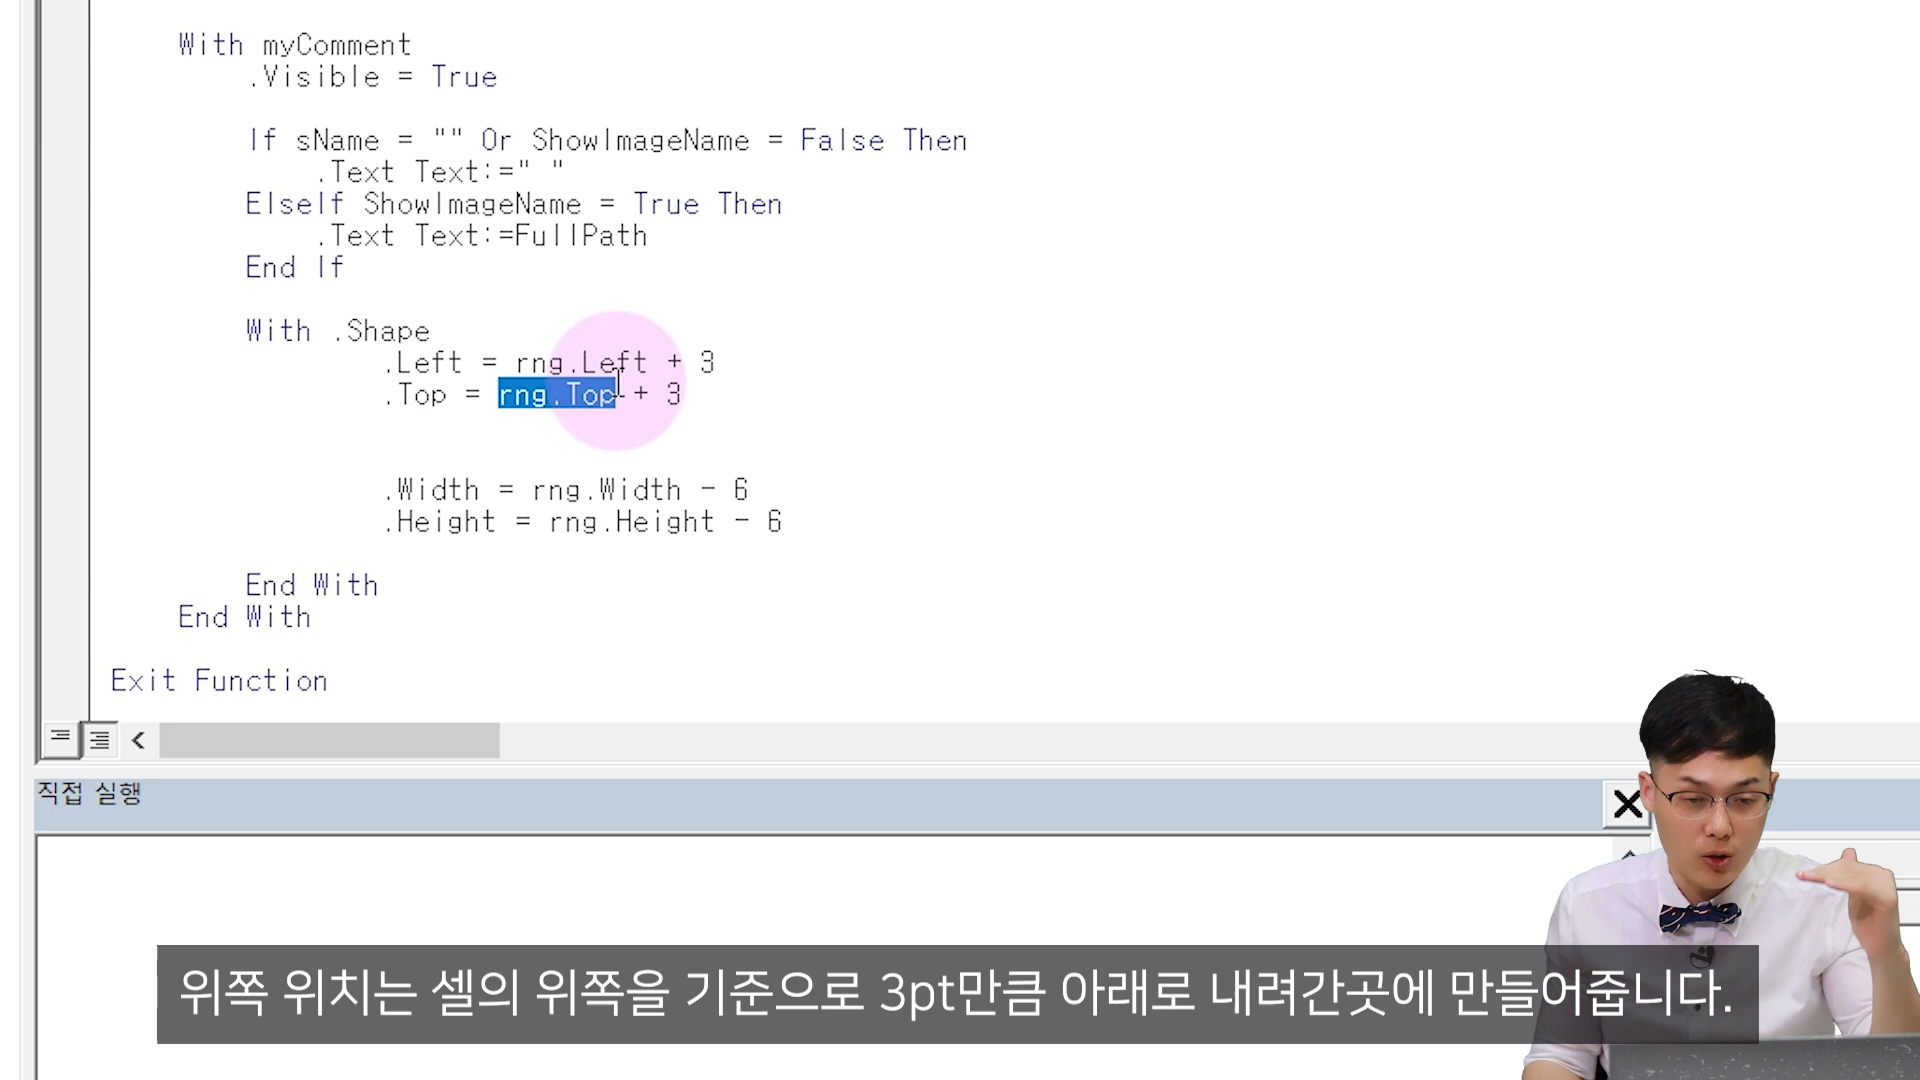 With myComment
.Visible = True
If sName = "" Or ShowImageName = False Then
.Text Text:=" "
ElseIf ShowImageName = True Then
.Text Text:=FullPath
End If
With .Shape
.Left = rng.Left + 3
.Top = rng.Top + 3
.Width = rng.Width - 6
.Height = rng.Height - 6
End With
End With
Exit Function
직접 실행
위쪽 위치는 셀의 위쪽을 기준으로 3pt만큼 아래로 내려간곳에 만들어줍니다.